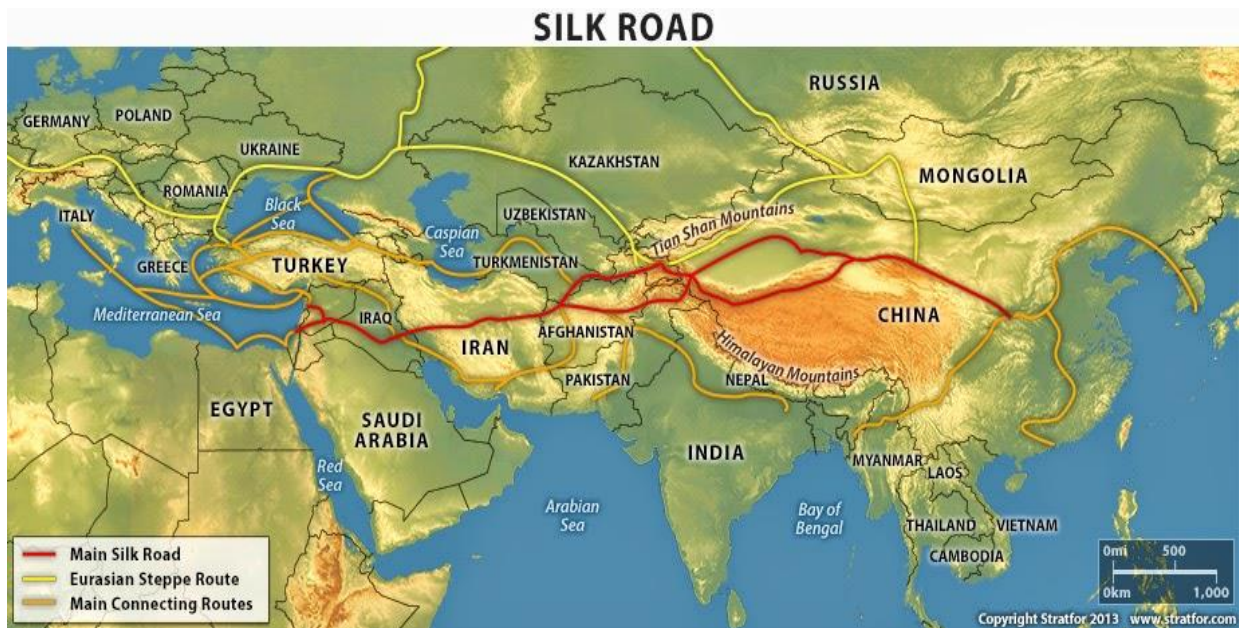 SILK ROAD
RUSSIA
GERMANY
POLAND
UKRAINE
KAZAKHSTAN
MONGOLIA
ROMANIA
ITALY
Black
Sea
UZBEKISTAN
Tian Shan Mountains
Caspian
Sea
GREECE
TURKEY
TURKMENISTAN
Mediterranean Sea
IRAQ
IRAN
AFGHANISTAN
CHINA
Himalayan Mountains
PAKISTAN
NEPAL
EGYPT
SAUDI
ARABIA
INDIA
MYANMAR
LAOS
Red
Sea
Arabian
Sea
Bay of
Bengal
THAILAND
VIETNAM
CAMBODIA
Main Silk Road
Eurasian Steppe Route
Main Connecting Routes
0mi 500
0km 1,000
Copyright Stratfor 2013 www.stratfor.com